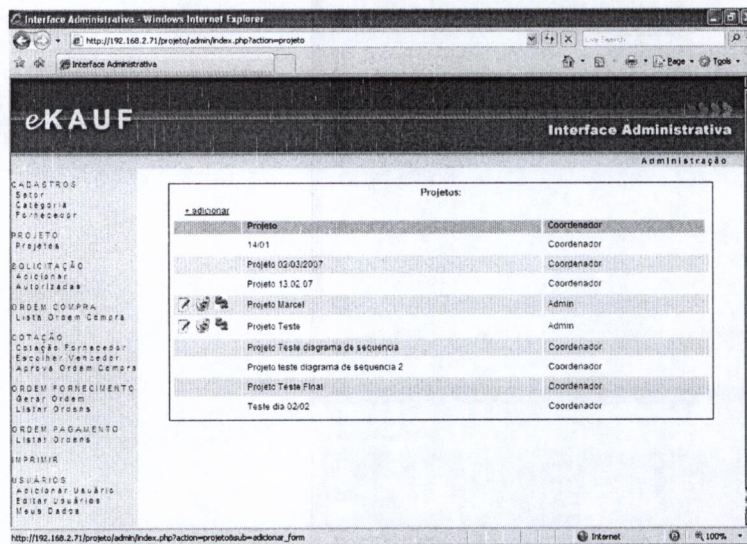 Interface Administrativa - Windows Internet Explorer
http://192.168.2.71/projeto/admin/index.php?action=projeto
Live Search
Interface Administrativa
Page
Tools
eKAUF
Interface Administrativa
Administração
CADASTROS
Setor
Categoria
Fornecedor
PROJETO
Projetos
SOLICITAÇÃO
Adicionar
Autorizadas
ORDEM COMPRA
Lista Ordem Compra
COTAÇÃO
Cotação Fornecedor
Escolher Vencedor
Aprova Ordem Compra
ORDEM FORNECIMENTO
Gerar Ordem
Listar Ordens
ORDEM PAGAMENTO
Listar Ordens
IMPRIMIR
USUÁRIOS
Adicionar Usuário
Editar Usuários
Meus Dados
Projetos:
+ adicionar
Projeto Coordenador
14/01 Coordenador
Projeto 02/03/2007 Coordenador
Projeto 13.02.07 Coordenador
Projeto Marcel Admin
Projeto Teste Admin
Projeto Teste diagrama de sequencia Coordenador
Projeto teste diagrama de sequencia 2 Coordenador
Projeto Teste Final Coordenador
Teste dia 02/02 Coordenador
http://192.168.2.71/projeto/admin/index.php?action=projeto&sub=adicionar_form
Internet
100%